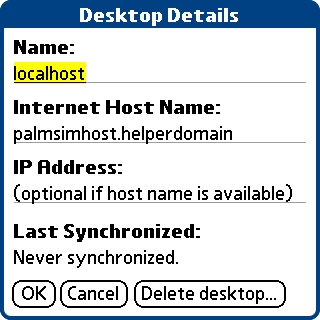 Desktop Details
Name:
localhost
Internet Host Name:
palmsimhost.helperdomain
IP Address:
(optional if host name is available)
Last Synchronized:
Never synchronized.
OK Cancel Delete desktop...